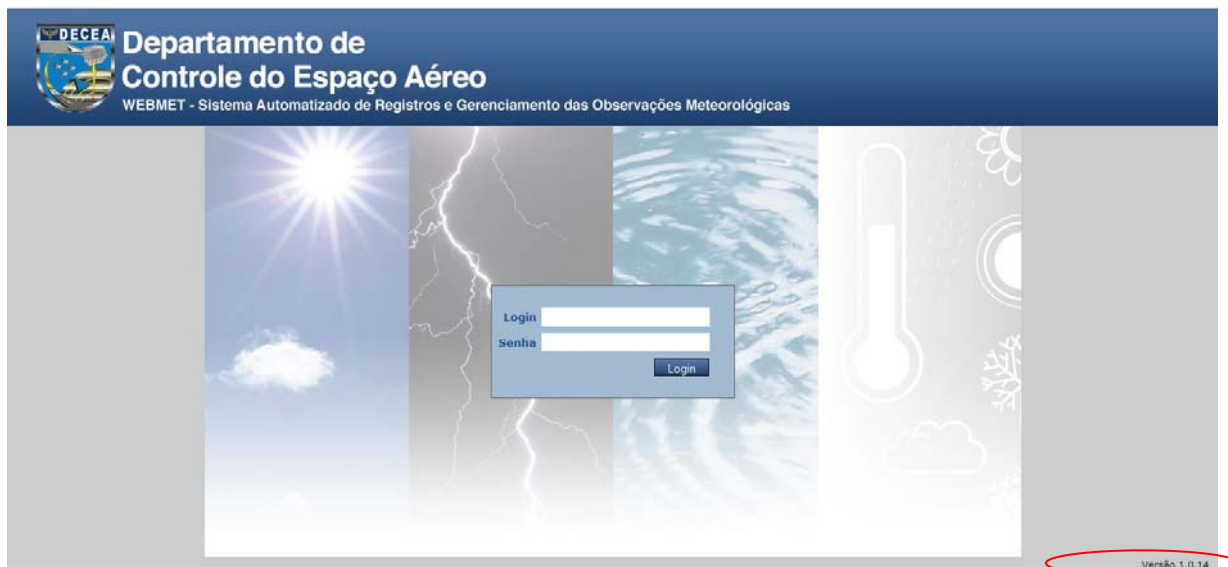 DECEA
Departamento de
Controle do Espaço Aéreo
WEBMET - Sistema Automatizado de Registros e Gerenciamento das Observações Meteorológicas
Login
Senha
Login
Versão 1.0.14